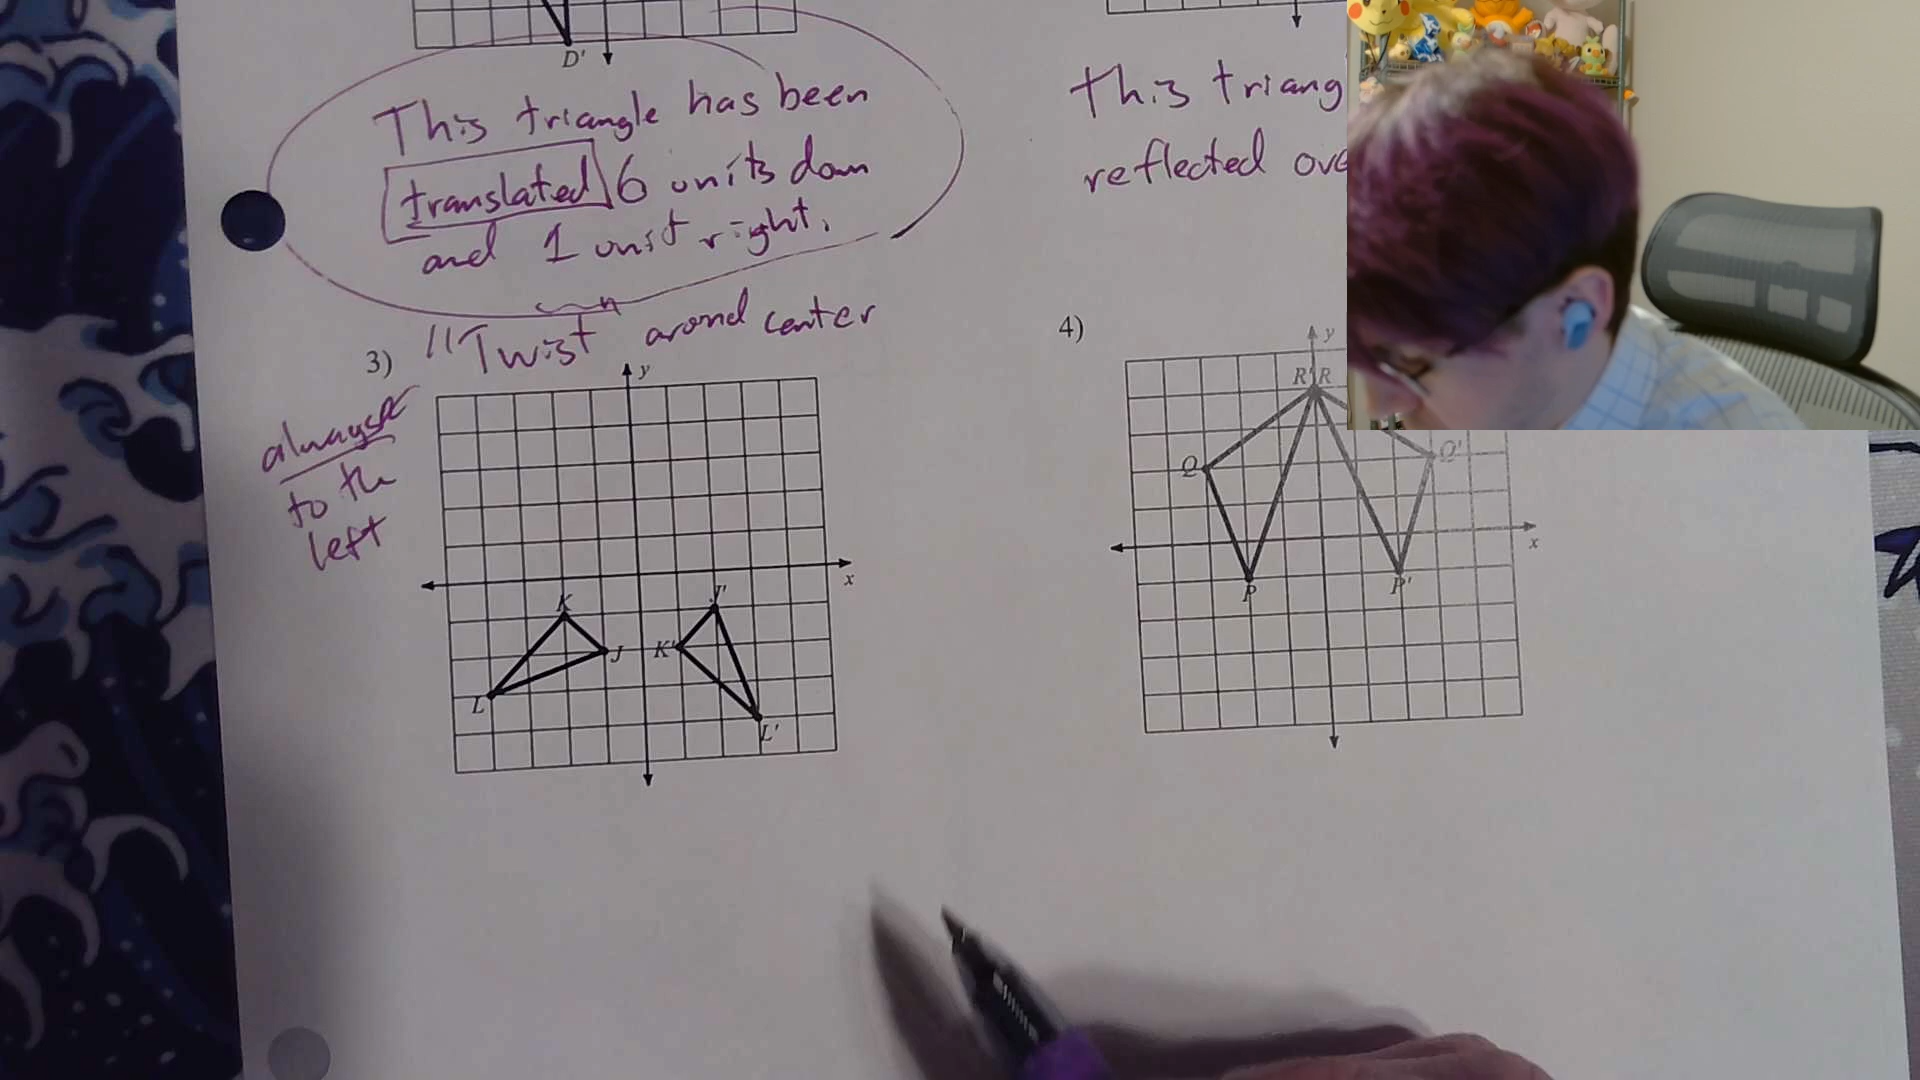 D'
This triangle has been
translated 6 units down
and 1 unit right.
This triang
reflected ove
3)
"Twist" around center
always
to the
left
y
x
K
J
L
J'
K'
L'
4)
y
R' R
Q
Q'
x
P
P'